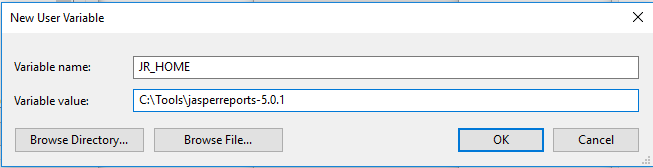 New User Variable
Variable name: JR_HOME
Variable value: C:\Tools\jasperreports-5.0.1
Browse Directory... Browse File... OK Cancel